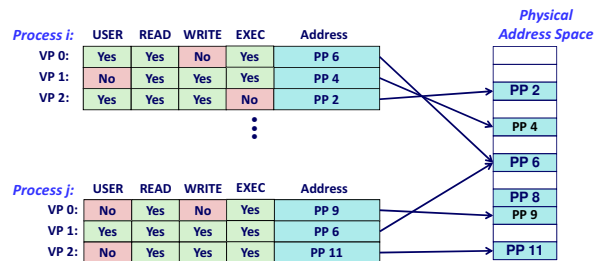 Physical
Address Space
Process i: USER READ WRITE EXEC Address
VP 0: Yes Yes No Yes PP 6
VP 1: No Yes Yes Yes PP 4
VP 2: Yes Yes Yes No PP 2
PP 2
PP 4
PP 6
PP 8
PP 9
PP 11
Process j: USER READ WRITE EXEC Address
VP 0: No Yes No Yes PP 9
VP 1: Yes Yes Yes Yes PP 6
VP 2: No Yes Yes Yes PP 11